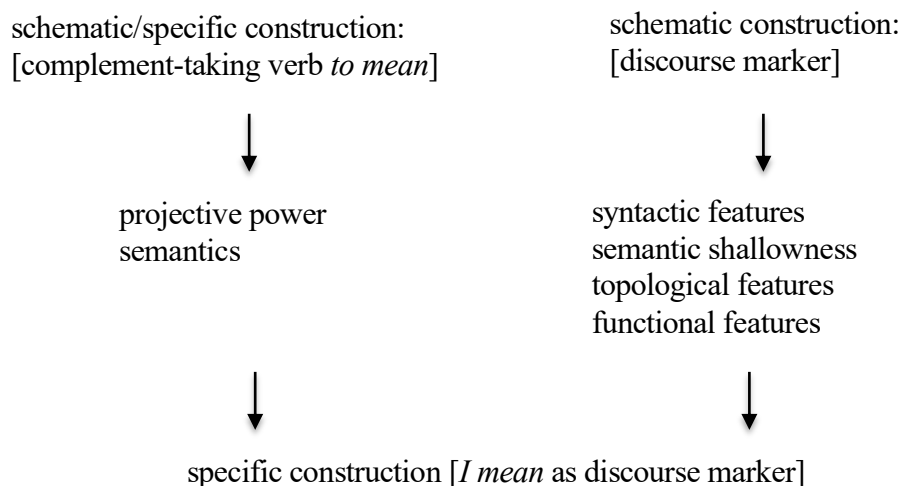 schematic/specific construction:
[complement-taking verb to mean]
schematic construction:
[discourse marker]
projective power
semantics
syntactic features
semantic shallowness
topological features
functional features
specific construction [I mean as discourse marker]